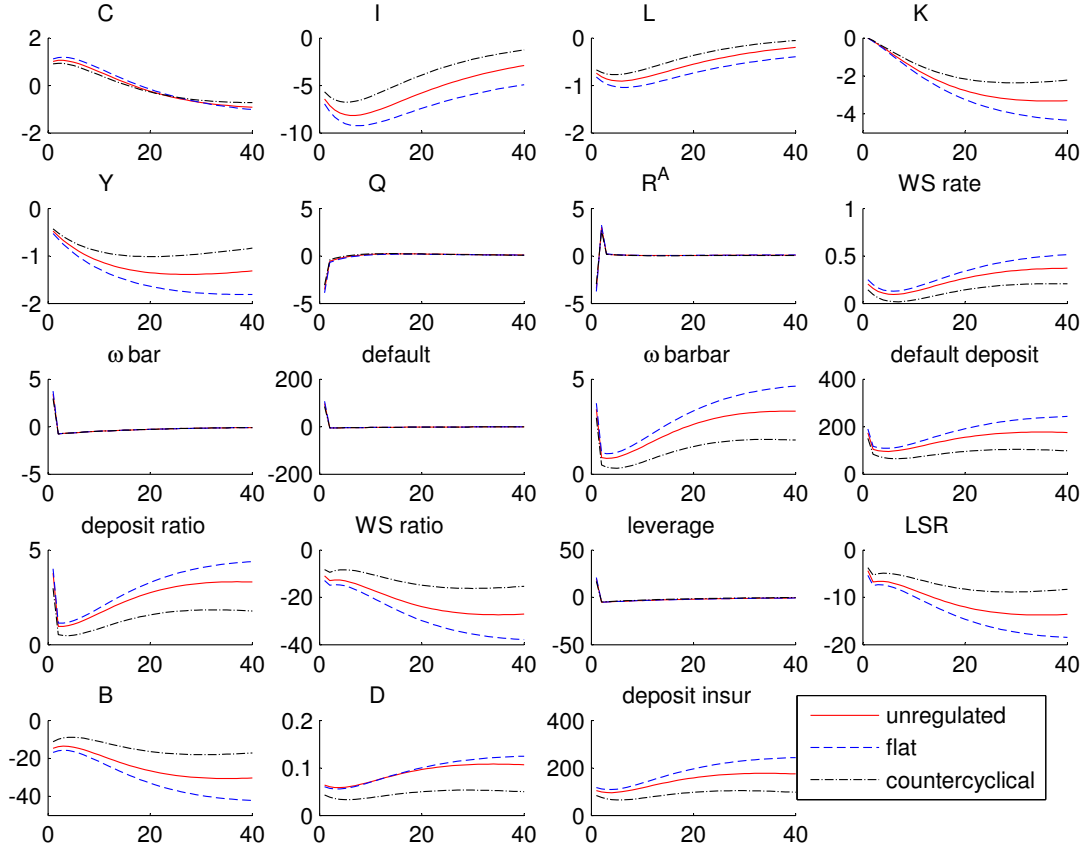 C I L K
2 0 0 0
1 -5 -1 -2
0 -10 -2 -4
-1
-2
0 20 40 0 20 40 0 20 40 0 20 40
Y Q R^A WS rate
0 5 5 1
-1 0 0 0.5
-2 -5 -5 0
0 20 40 0 20 40 0 20 40 0 20 40
ω bar default ω barbar default deposit
5 200 5 400
0 0 200
-5 -200 0 0
0 20 40 0 20 40 0 20 40 0 20 40
deposit ratio WS ratio leverage LSR
5 0 50 0
-20 0 -10
0 -40 -50 -20
0 20 40 0 20 40 0 20 40 0 20 40
B D deposit insur
0 0.2 400
-20 0.1 200
-40 0 0
0 20 40 0 20 40 0 20 40
unregulated
flat
countercyclical